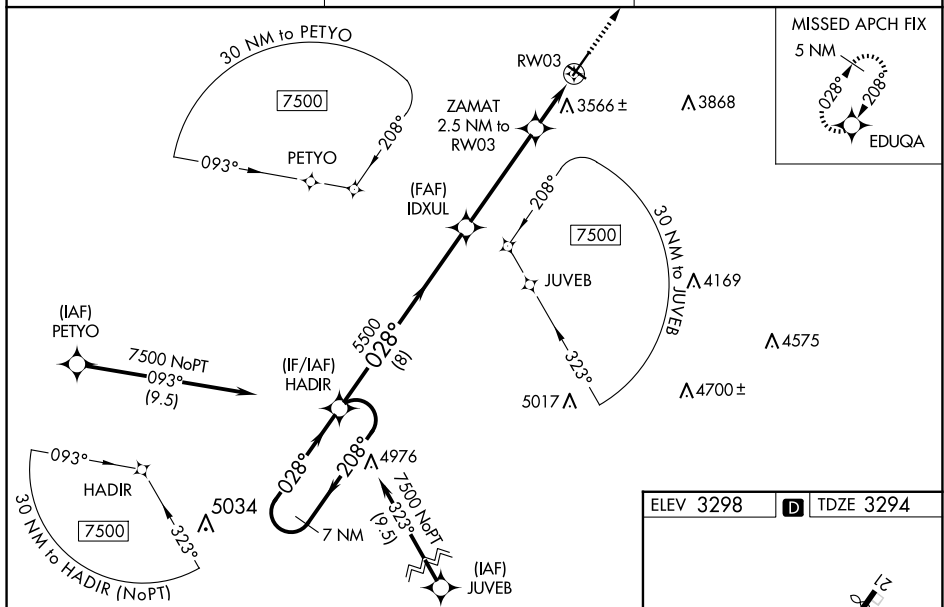 30 NM to PETYO
7500
208°
093°
PETYO
RW03
ZAMAT
2.5 NM to
RW03
3566 ±
3868
MISSED APCH FIX
5 NM
028°
208°
EDUQA
(FAF)
IDXUL
208°
7500
30 NM to JUVEB
JUVEB
4169
323°
4575
4700 ±
5017
(IAF)
PETYO
7500 NoPT
093°
(9.5)
5500
028°
(8)
(IF/IAF)
HADIR
028°
208°
4976
7 NM
7500 NoPT
323°
(9.5)
(IAF)
JUVEB
093°
HADIR
7500
323°
5034
30 NM to HADIR (NoPT)
ELEV 3298 D TDZE 3294
21